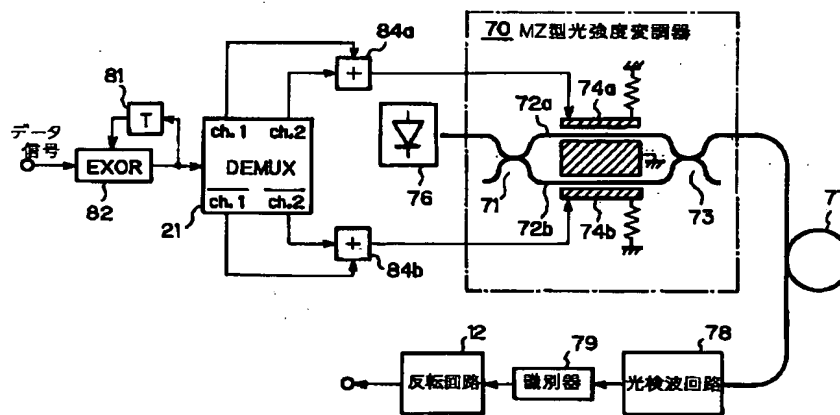 84a
70 MZ型光強度変調器
81
T
74a
データ
信号
ch.1 ch.2
72a
EXOR
DEMUX
82
ch.1 ch.2
76
71
73
77
21
84b
72b
74b
12
79
78
反転回路
識別器
光検波回路
+
+